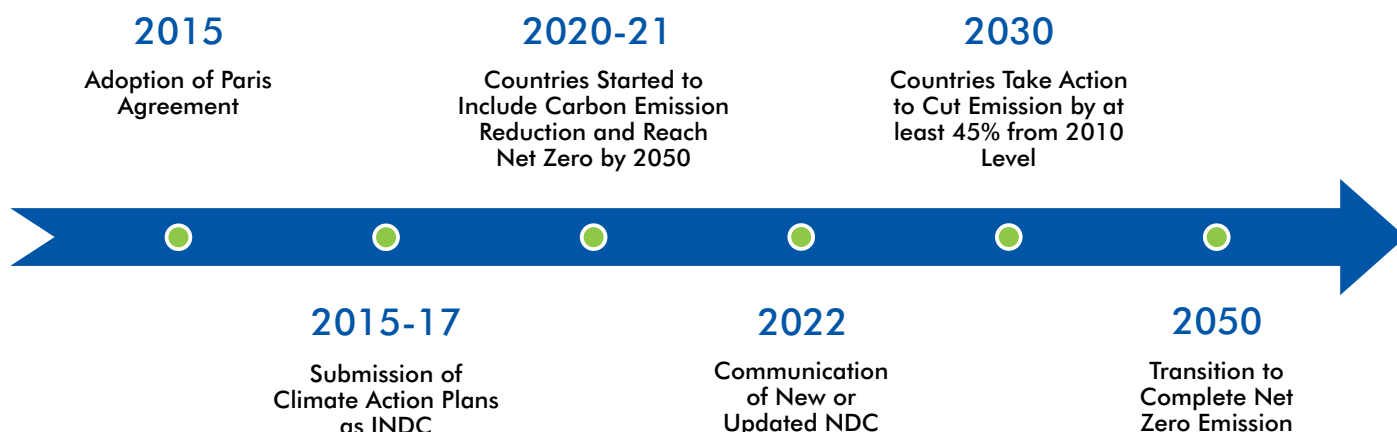 2015
Adoption of Paris
Agreement
2020-21
Countries Started to
Include Carbon Emission
Reduction and Reach
Net Zero by 2050
2030
Countries Take Action
to Cut Emission by at
least 45% from 2010
Level
2015-17
Submission of
Climate Action Plans
as INDC
2022
Communication
of New or
Updated NDC
2050
Transition to
Complete Net
Zero Emission